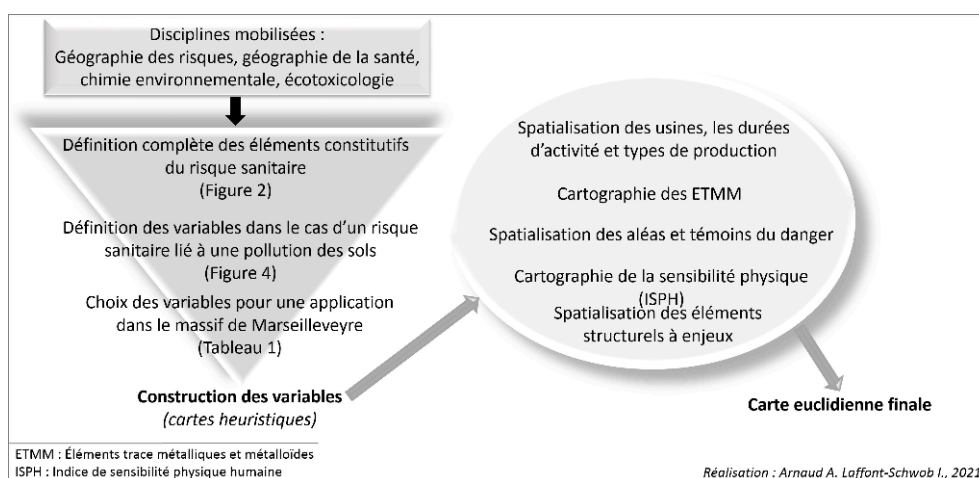 Disciplines mobilisées :
Géographie des risques, géographie de la santé,
chimie environnementale, écotoxicologie
Définition complète des éléments constitutifs
du risque sanitaire
(Figure 2)
Définition des variables dans le cas d'un risque
sanitaire lié à une pollution des sols
(Figure 4)
Choix des variables pour une application
dans le massif de Marseilleveyre
(Tableau 1)
Construction des variables
(cartes heuristiques)
Spatialisation des usines, les durées
d'activité et types de production
Cartographie des ETMM
Spatialisation des aléas et témoins du danger
Cartographie de la sensibilité physique
(ISPH)
Spatialisation des éléments
structurels à enjeux
Carte euclidienne finale
ETMM : Éléments trace métalliques et métalloïdes
ISPH : Indice de sensibilité physique humaine
Réalisation : Arnaud A. Laffont-Schwob I., 2021